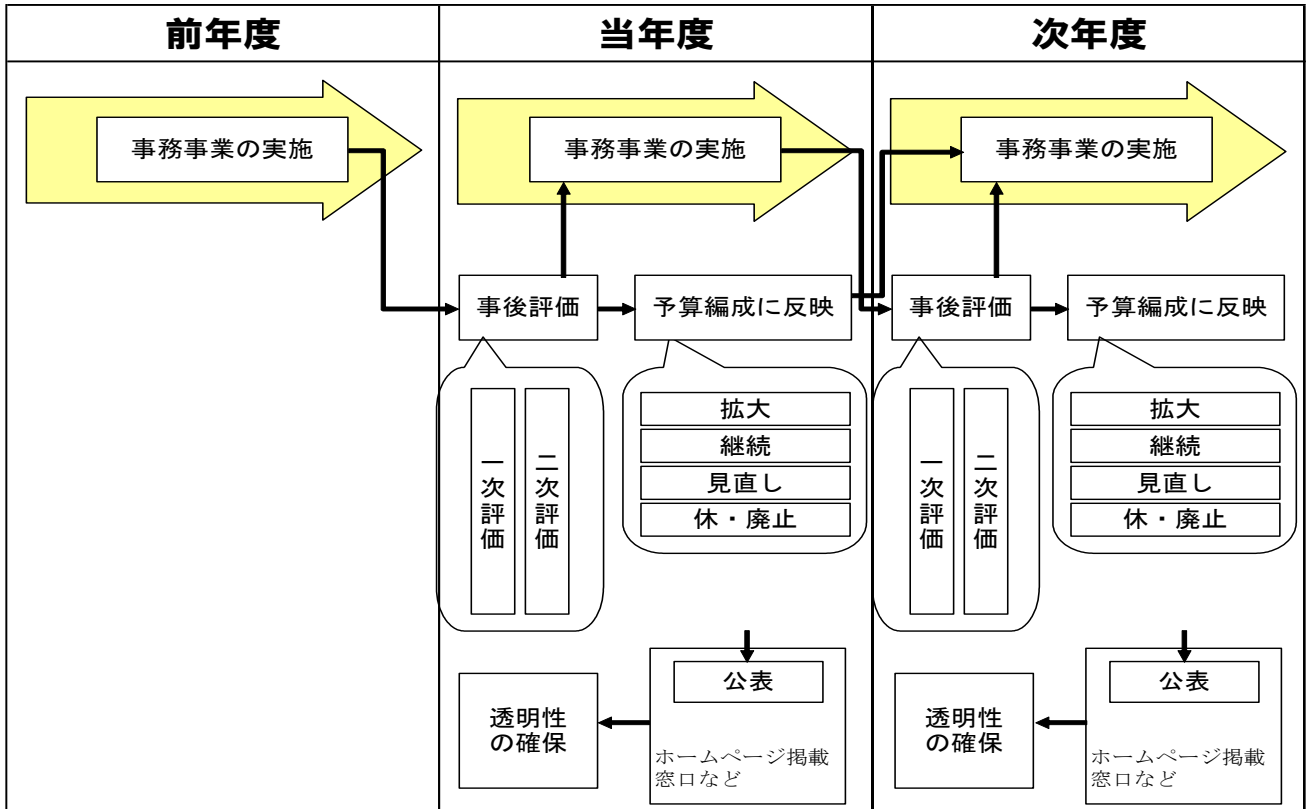 前年度
当年度
次年度
事務事業の実施
事務事業の実施
事務事業の実施
事後評価
予算編成に反映
事後評価
予算編成に反映
一次評価
二次評価
拡大
継続
見直し
休・廃止
一次評価
二次評価
拡大
継続
見直し
休・廃止
公表
透明性
の確保
ホームページ掲載
窓口など
公表
透明性
の確保
ホームページ掲載
窓口など